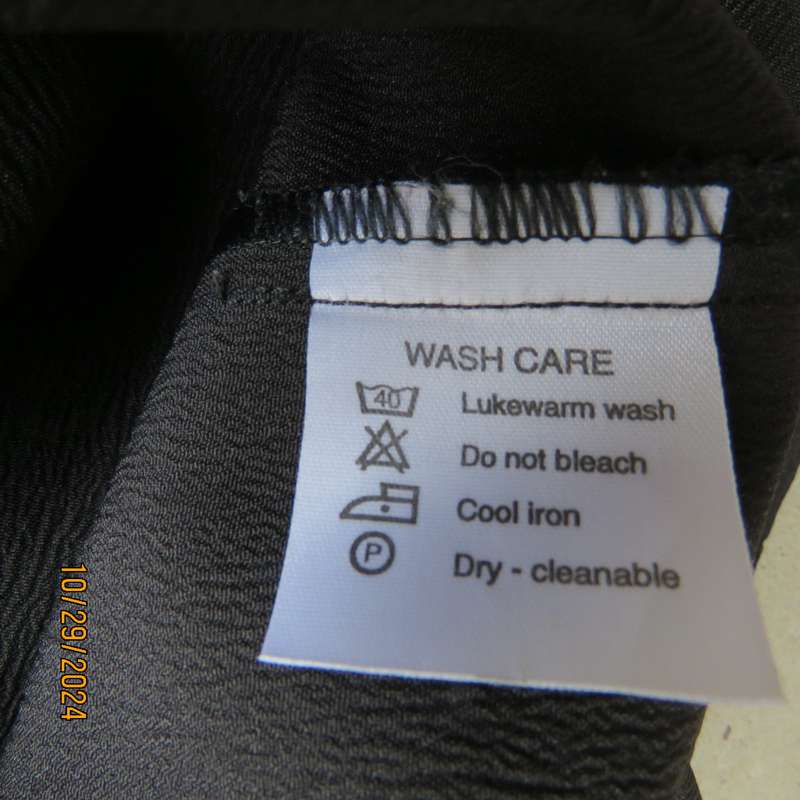 WASH CARE
40 Lukewarm wash
Do not bleach
Cool iron
P Dry - cleanable
10/29/2024